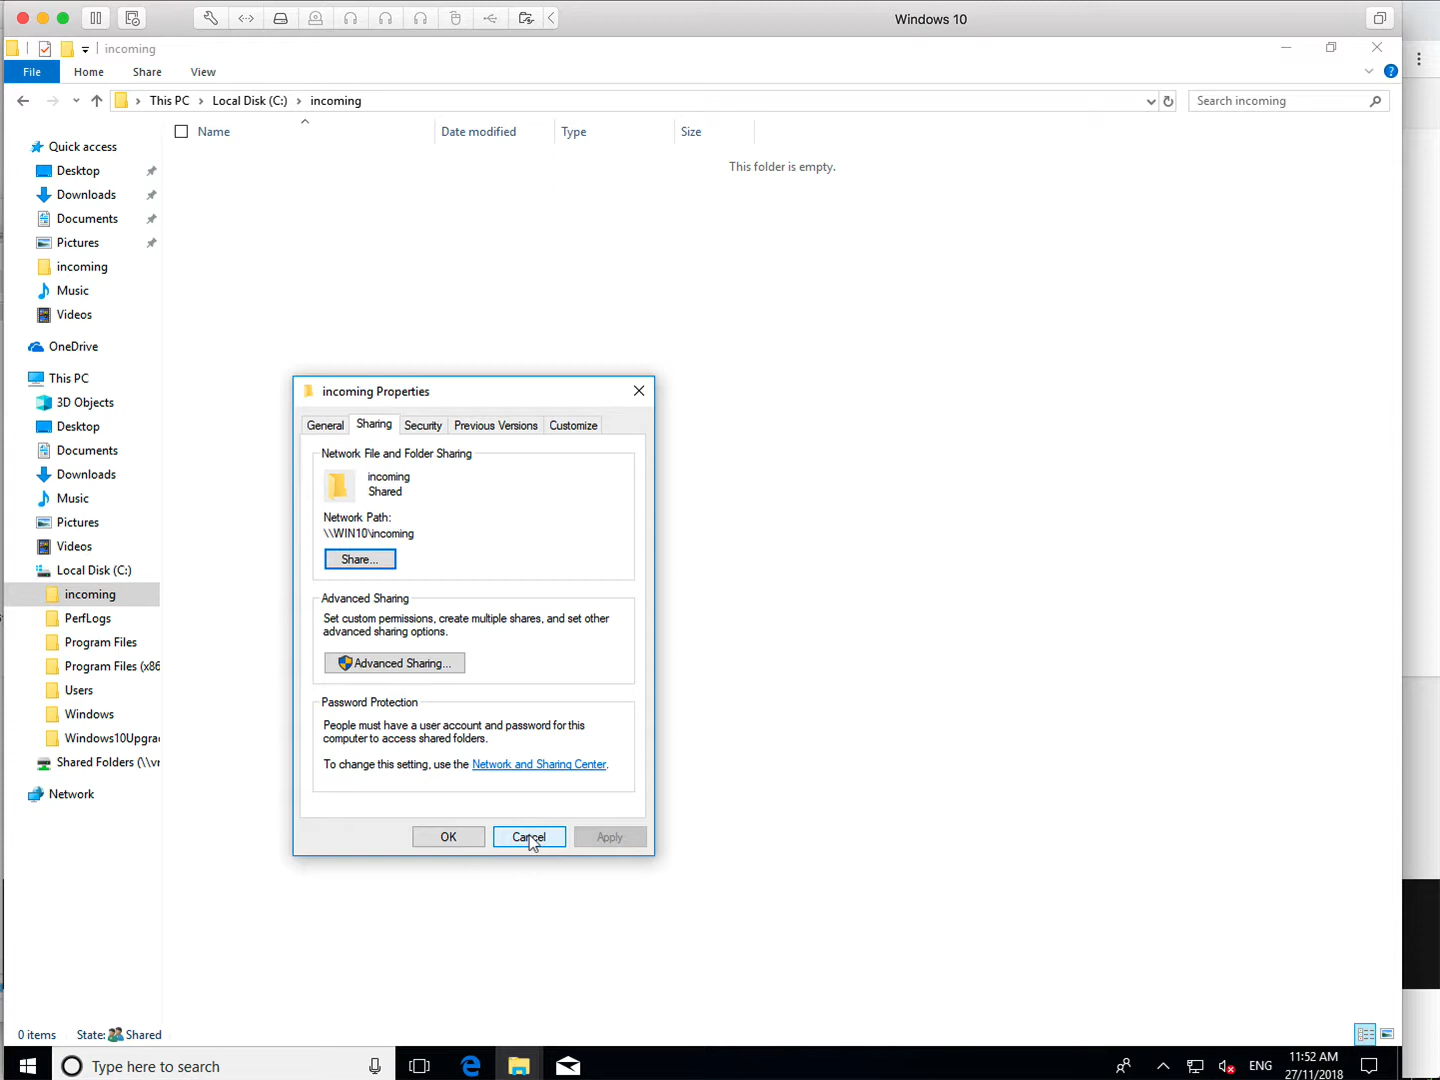 Windows 10
incoming
File
Home
Share
View
This PC
Local Disk (C:)
incoming
Search incoming
Name
Date modified
Type
Size
This folder is empty.
Quick access
Desktop
Downloads
Documents
Pictures
incoming
Music
Videos
OneDrive
This PC
3D Objects
Desktop
Documents
Downloads
Music
Pictures
Videos
Local Disk (C:)
incoming
PerfLogs
Program Files
Program Files (x86
Users
Windows
Windows10Upgra
Shared Folders (\\vr
Network
incoming Properties
General
Sharing
Security
Previous Versions
Customize
Network File and Folder Sharing
incoming
Shared
Network Path:
\\WIN10\incoming
Share...
Advanced Sharing
Set custom permissions, create multiple shares, and set other
advanced sharing options.
Advanced Sharing...
Password Protection
People must have a user account and password for this
computer to access shared folders.
To change this setting, use the Network and Sharing Center.
OK
Cancel
Apply
0 items
State: Shared
Type here to search
ENG
11:52 AM
27/11/2018